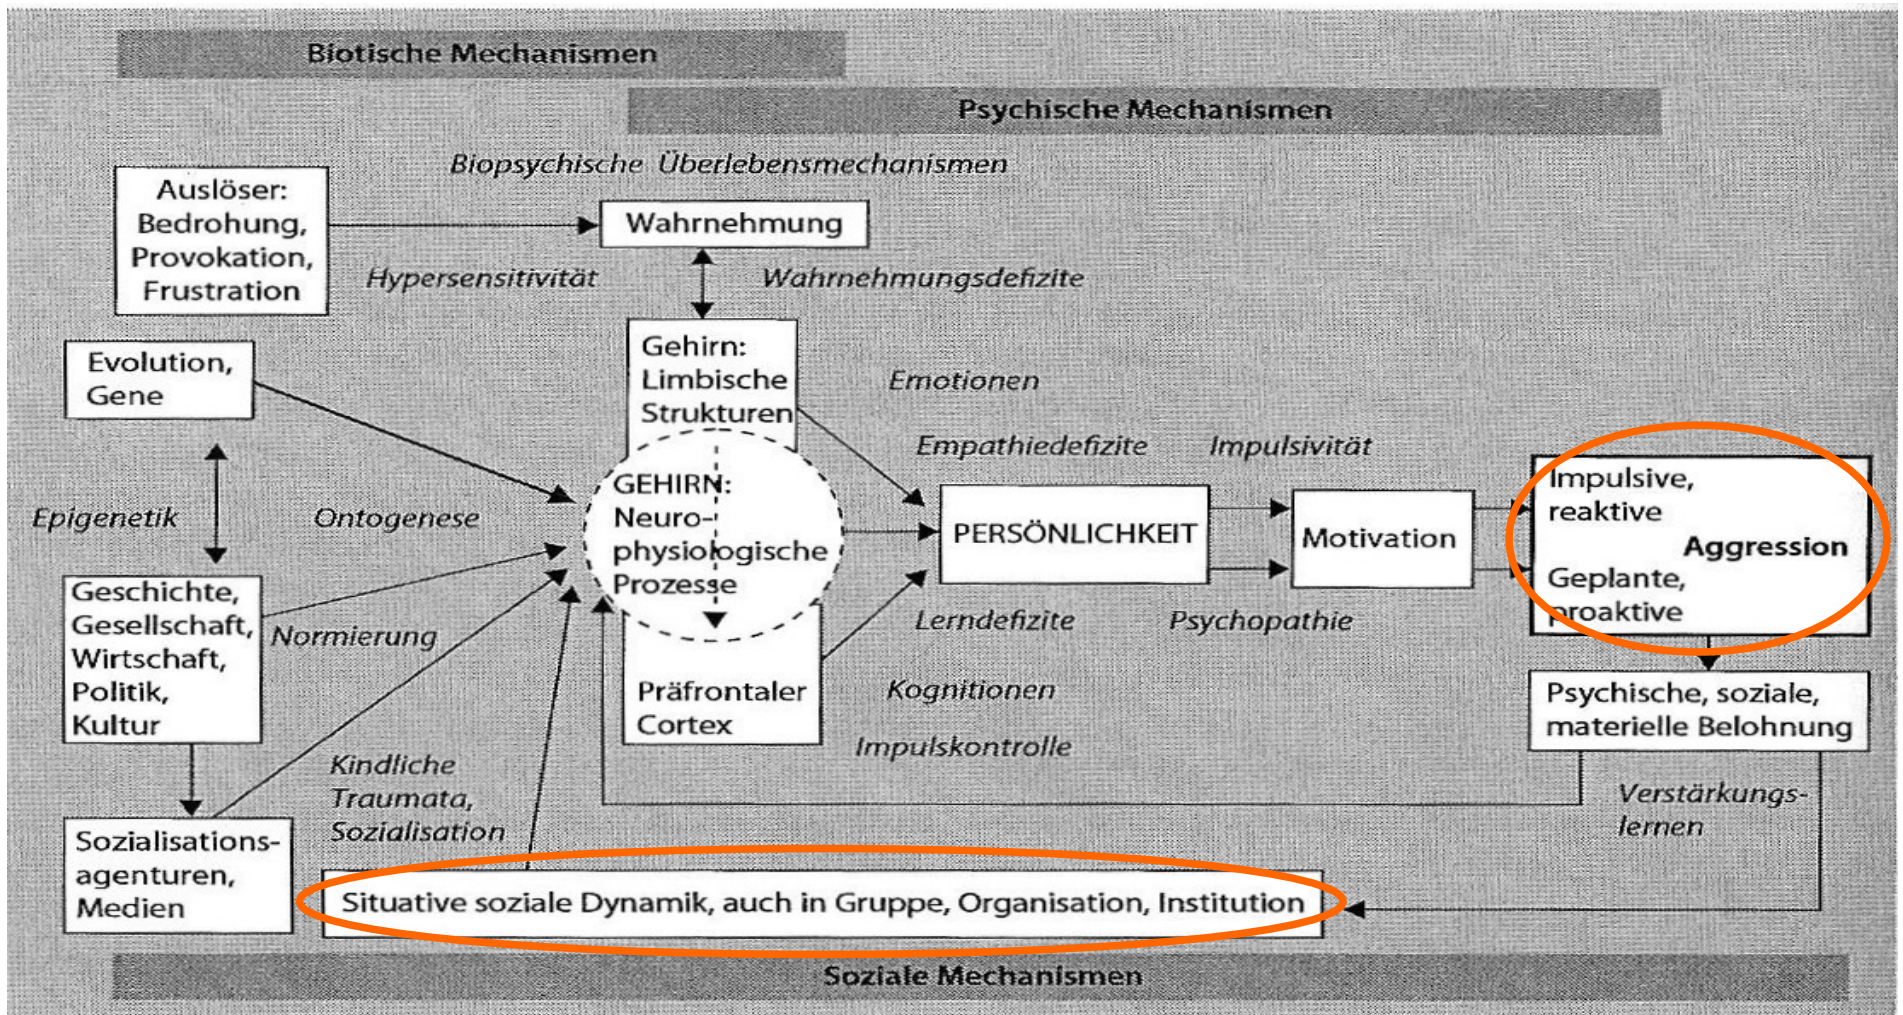 Biotische Mechanismen
Psychische Mechanismen
Biopsychische Überlebensmechanismen
Auslöser:
Bedrohung,
Provokation,
Frustration
Wahrnehmung
Hypersensitivität
Wahrnehmungsdefizite
Evolution,
Gene
Gehirn:
Limbische
Strukturen
Emotionen
Empathiedefizite
Impulsivität
Epigenetik
Ontogenese
GEHIRN:
Neuro-
physiologische
Prozesse
PERSÖNLICHKEIT
Motivation
Impulsive,
reaktive
Aggression
Geplante,
proaktive
Geschichte,
Gesellschaft,
Wirtschaft,
Politik,
Kultur
Normierung
Lerndefizite
Psychopathie
Präfrontaler
Cortex
Kognitionen
Impulskontrolle
Psychische, soziale,
materielle Belohnung
Kindliche
Traumata,
Sozialisation
Verstärkungs-
lernen
Sozialisations-
agenturen,
Medien
Situative soziale Dynamik, auch in Gruppe, Organisation, Institution
Soziale Mechanismen